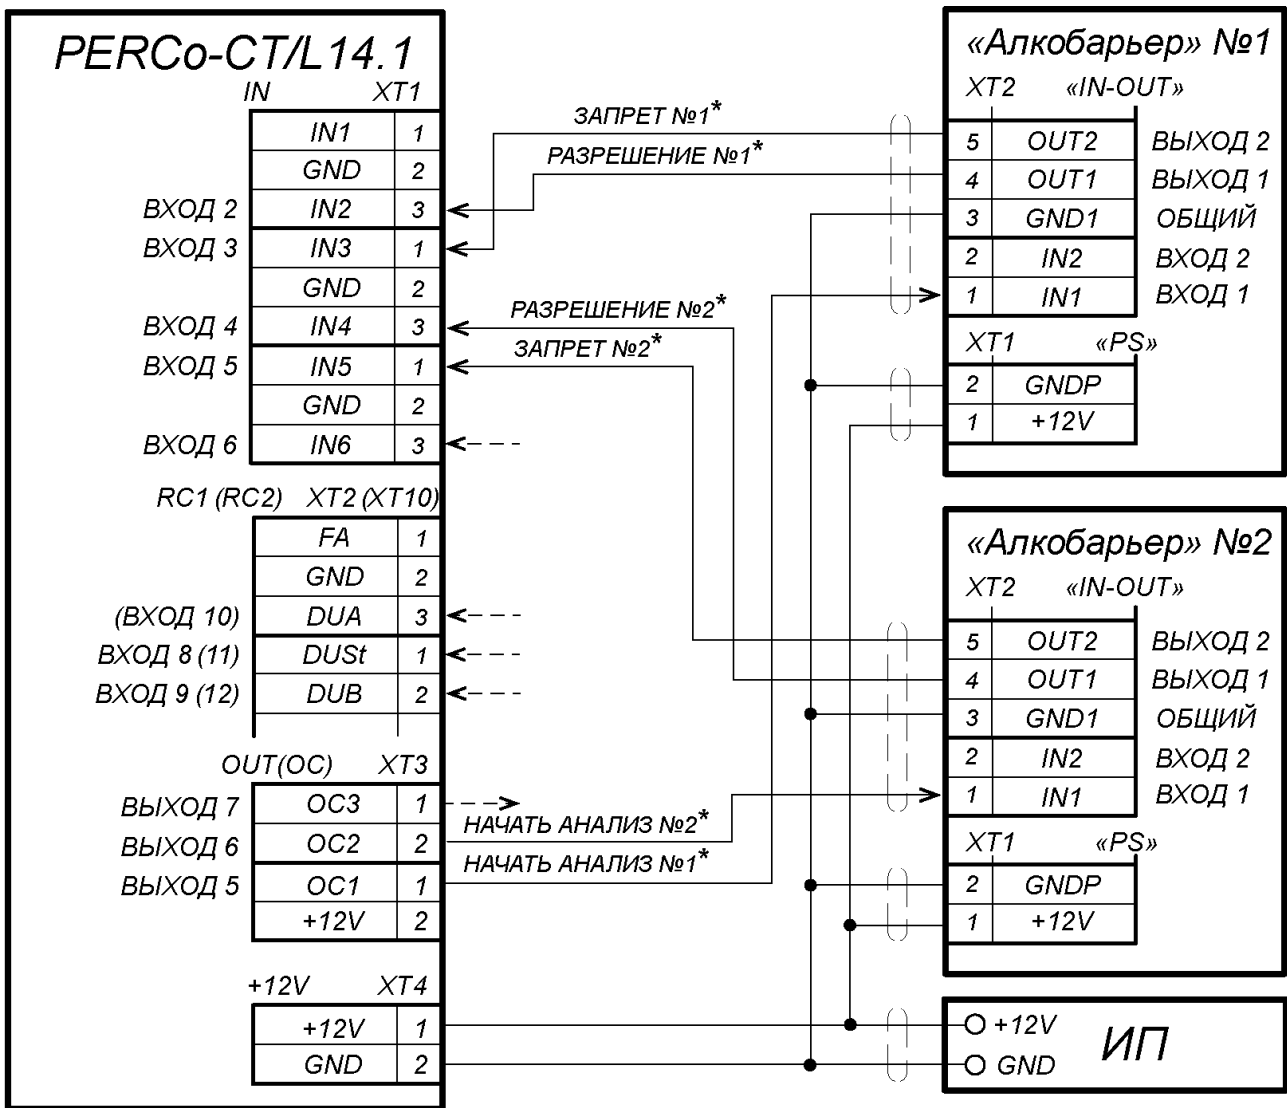 PERCo-CT/L14.1
IN XT1
IN1 1
GND 2
ВХОД 2 IN2 3
ВХОД 3 IN3 1
GND 2
ВХОД 4 IN4 3
ВХОД 5 IN5 1
GND 2
ВХОД 6 IN6 3
RC1 (RC2) XT2 (XT10)
FA 1
GND 2
(ВХОД 10) DUA 3
ВХОД 8 (11) DUSt 1
ВХОД 9 (12) DUB 2
OUT(OC) XT3
ВЫХОД 7 OC3 1
ВЫХОД 6 OC2 2
ВЫХОД 5 OC1 1
+12V 2
+12V XT4
+12V 1
GND 2
ЗАПРЕТ №1*
РАЗРЕШЕНИЕ №1*
РАЗРЕШЕНИЕ №2*
ЗАПРЕТ №2*
НАЧАТЬ АНАЛИЗ №2*
НАЧАТЬ АНАЛИЗ №1*
«Алкобарьер» №1
XT2 «IN-OUT»
5 OUT2 ВЫХОД 2
4 OUT1 ВЫХОД 1
3 GND1 ОБЩИЙ
2 IN2 ВХОД 2
1 IN1 ВХОД 1
XT1 «PS»
2 GNDP
1 +12V
«Алкобарьер» №2
XT2 «IN-OUT»
5 OUT2 ВЫХОД 2
4 OUT1 ВЫХОД 1
3 GND1 ОБЩИЙ
2 IN2 ВХОД 2
1 IN1 ВХОД 1
XT1 «PS»
2 GNDP
1 +12V
+12V ИП
GND